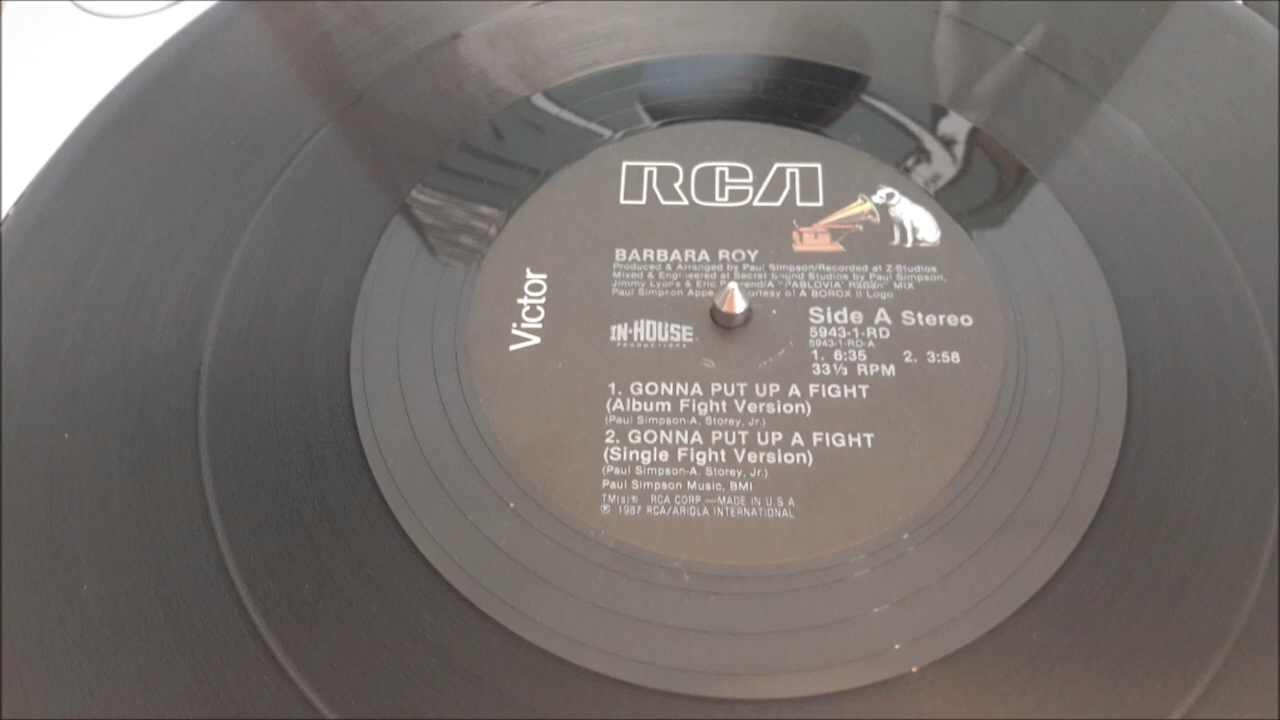 RCA
Victor
BARBARA ROY
Produced & Arranged by Paul Simpson/Recorded at Z-Studios
Mixed & Engineered at Secret Sound Studios by Paul Simpson,
Jimmy Lyons & Eric MIX
Paul Simpson Courtesy of A BOROX II Logo
IN·HOUSE
PRODUCTIONS
Side A Stereo
5943-1-RD
5943-1-RD-A
1. 6:35 2. 3:58
33⅓ RPM
1. GONNA PUT UP A FIGHT
(Album Fight Version)
(Paul Simpson-A. Storey, Jr.)
2. GONNA PUT UP A FIGHT
(Single Fight Version)
(Paul Simpson-A. Storey, Jr.)
Paul Simpson Music, BMI
TM(s)® RCA CORP.—MADE IN U.S.A.
℗ 1987 RCA/ARIOLA INTERNATIONAL